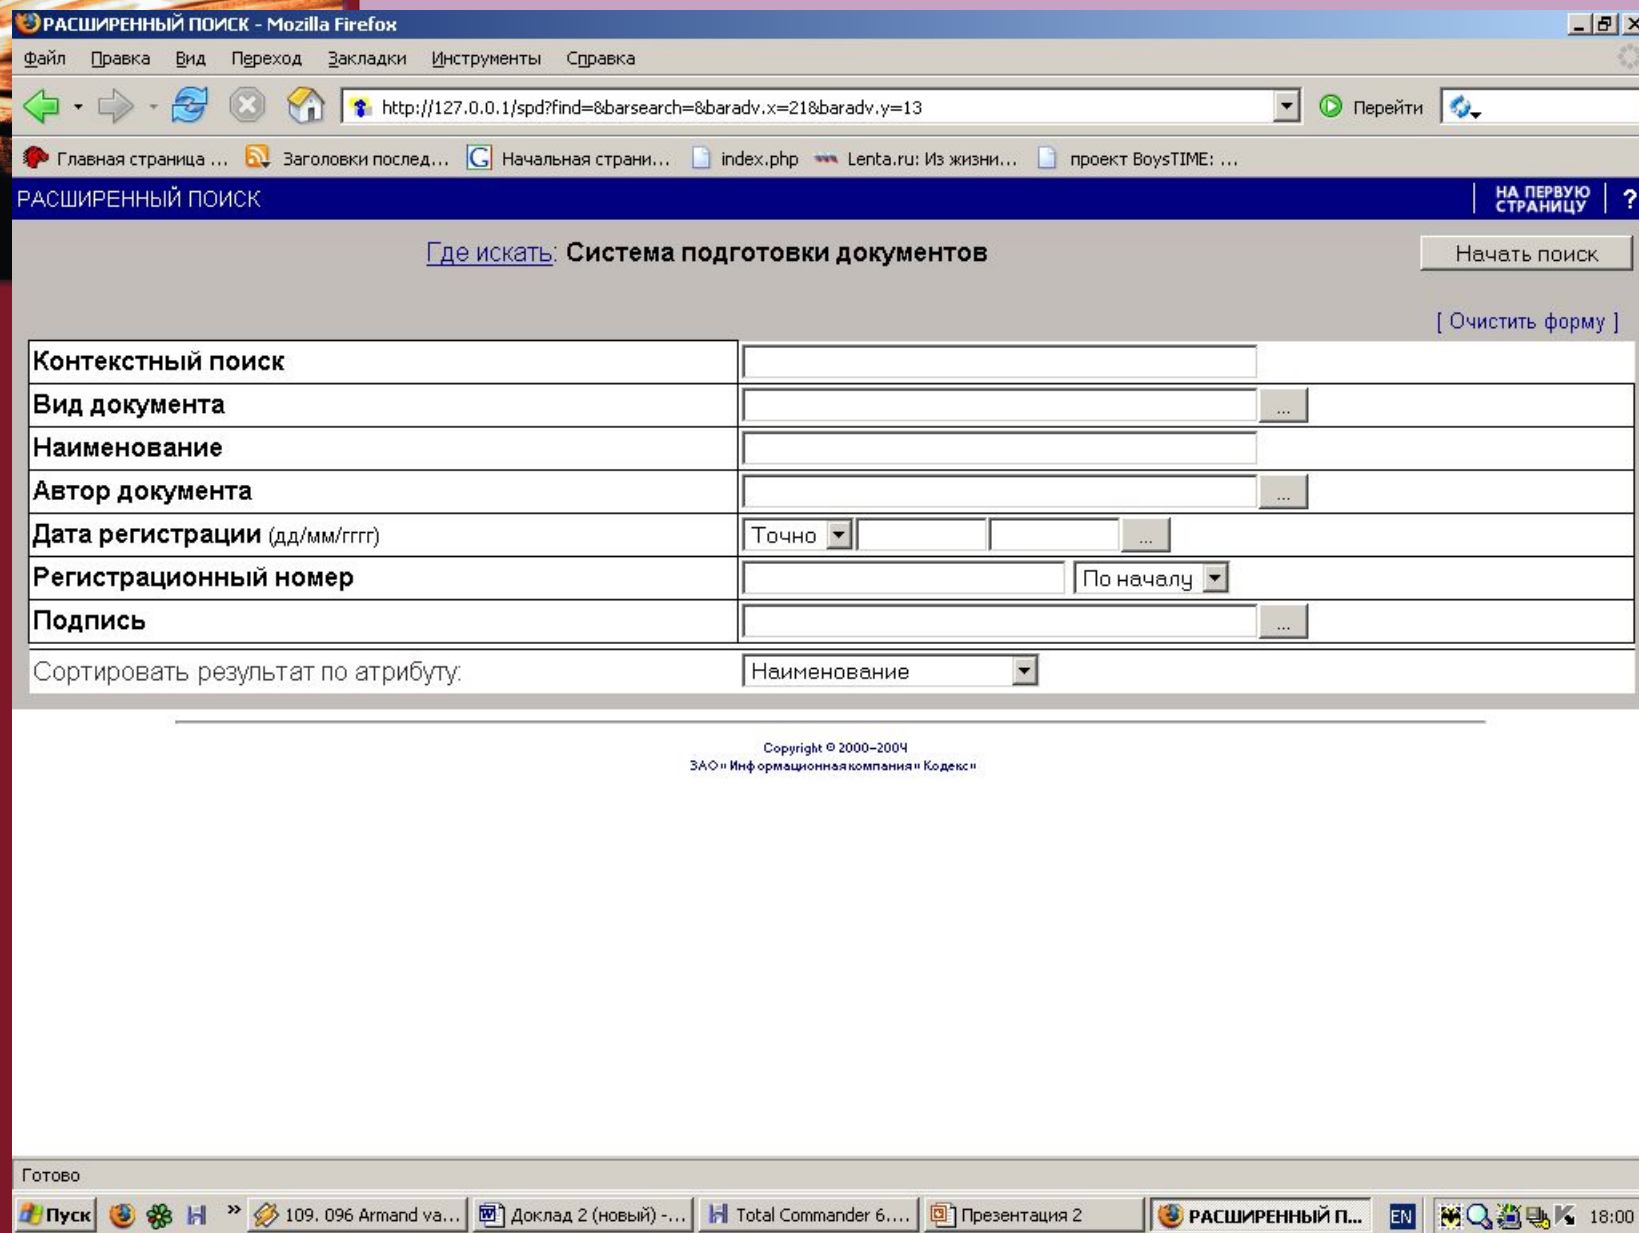 РАСШИРЕННЫЙ ПОИСК - Mozilla Firefox
Файл Правка Вид Переход Закладки Инструменты Справка
http://127.0.0.1/spd?find=&barsearch=&baradv.x=21&baradv.y=13 Перейти
Главная страница ... Заголовки послед... Начальная страни... index.php Lenta.ru: Из жизни... проект BoysTIME: ...
РАСШИРЕННЫЙ ПОИСК НА ПЕРВУЮ СТРАНИЦУ ?
Где искать: Система подготовки документов Начать поиск
[ Очистить форму ]
Контекстный поиск
Вид документа ...
Наименование
Автор документа ...
Дата регистрации (дд/мм/гггг) Точно ...
Регистрационный номер По началу
Подпись ...
Сортировать результат по атрибуту: Наименование
Copyright © 2000-2004
ЗАО "Информационная компания "Кодекс"
Готово
Пуск » 109. 096 Armand va... Доклад 2 (новый) -... Total Commander 6.... Презентация 2 РАСШИРЕННЫЙ П... EN 18:00